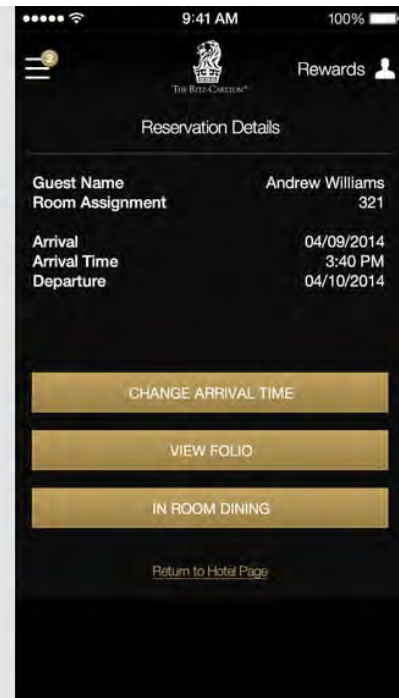 9:41 AM 100%
2
Rewards
THE RITZ-CARLTON®
Reservation Details
Guest Name Andrew Williams
Room Assignment 321
Arrival 04/09/2014
Arrival Time 3:40 PM
Departure 04/10/2014
CHANGE ARRIVAL TIME
VIEW FOLIO
IN ROOM DINING
Return to Hotel Page